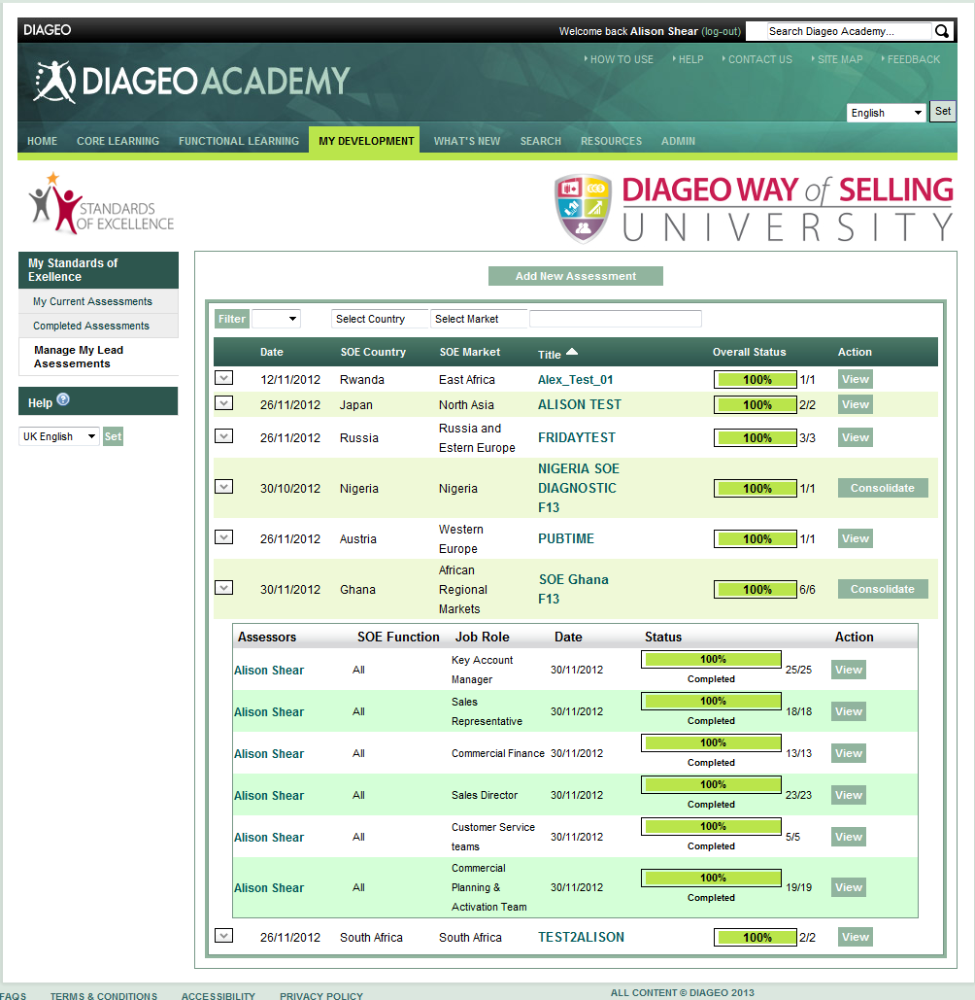 DIAGEO
Welcome back Alison Shear (log-out)
Search Diageo Academy...
HOW TO USE HELP CONTACT US SITE MAP FEEDBACK
DIAGEO ACADEMY
English Set
HOME CORE LEARNING FUNCTIONAL LEARNING MY DEVELOPMENT WHAT'S NEW SEARCH RESOURCES ADMIN
STANDARDS
OF EXCELLENCE
DIAGEO WAY of SELLING
UNIVERSITY
My Standards of
Exellence
My Current Assessments
Completed Assessments
Manage My Lead
Asessements
Help ?
UK English Set
Add New Assessment
Filter Select Country Select Market
Date SOE Country SOE Market Title Overall Status Action
12/11/2012 Rwanda East Africa Alex_Test_01 100% 1/1 View
26/11/2012 Japan North Asia ALISON TEST 100% 2/2 View
26/11/2012 Russia Russia and
Estern Europe FRIDAYTEST 100% 3/3 View
30/10/2012 Nigeria Nigeria NIGERIA SOE
DIAGNOSTIC
F13 100% 1/1 Consolidate
26/11/2012 Austria Western
Europe PUBTIME 100% 1/1 View
30/11/2012 Ghana African
Regional
Markets SOE Ghana
F13 100% 6/6 Consolidate
Assessors SOE Function Job Role Date Status Action
Alison Shear All Key Account
Manager 30/11/2012 100%
Completed 25/25 View
Alison Shear All Sales
Representative 30/11/2012 100%
Completed 18/18 View
Alison Shear All Commercial Finance 30/11/2012 100%
Completed 13/13 View
Alison Shear All Sales Director 30/11/2012 100%
Completed 23/23 View
Alison Shear All Customer Service
teams 30/11/2012 100%
Completed 5/5 View
Alison Shear All Commercial
Planning &
Activation Team 30/11/2012 100%
Completed 19/19 View
26/11/2012 South Africa South Africa TEST2ALISON 100% 2/2 View
FAQS TERMS & CONDITIONS ACCESSIBILITY PRIVACY POLICY
ALL CONTENT © DIAGEO 2013